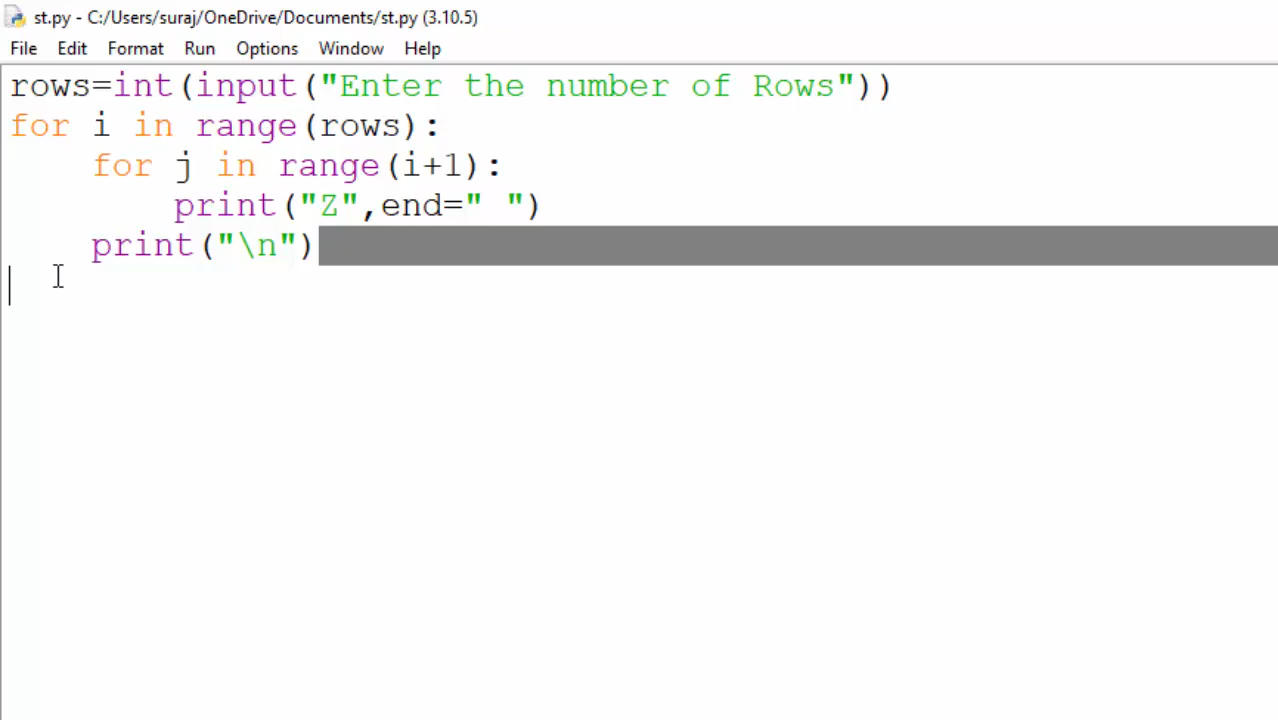 st.py - C:/Users/suraj/OneDrive/Documents/st.py (3.10.5)
File Edit Format Run Options Window Help
rows=int(input("Enter the number of Rows"))
for i in range(rows):
    for j in range(i+1):
        print("Z",end=" ")
    print("\n")